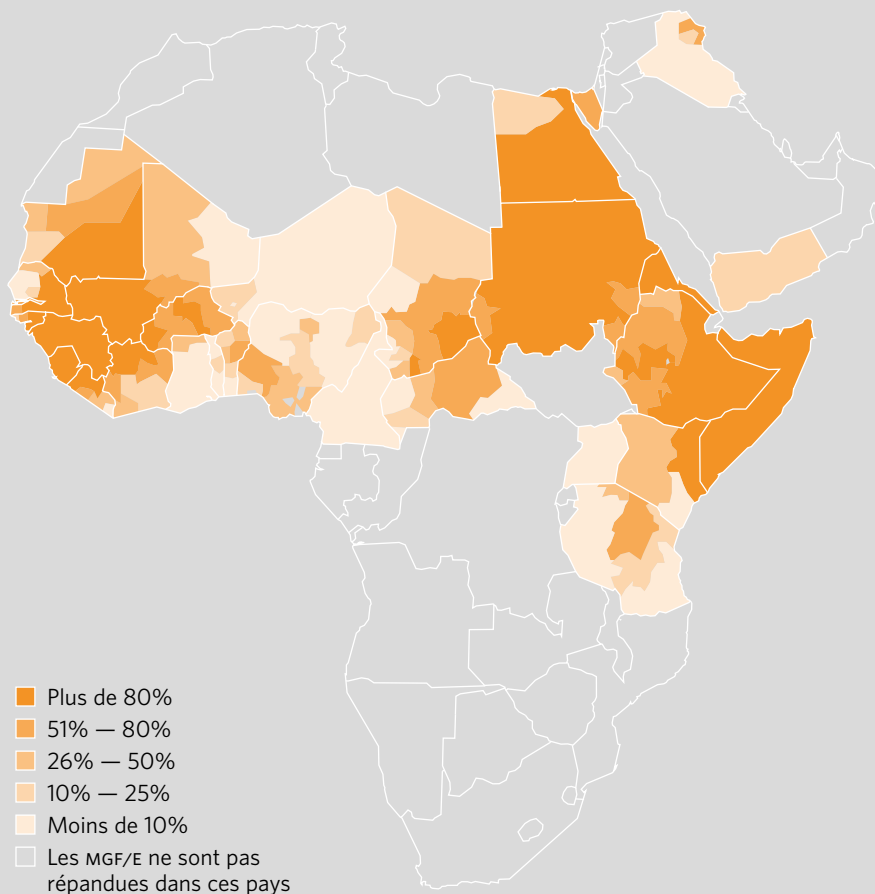 Plus de 80%
51% — 80%
26% — 50%
10% — 25%
Moins de 10%
Les MGF/E ne sont pas
répandues dans ces pays